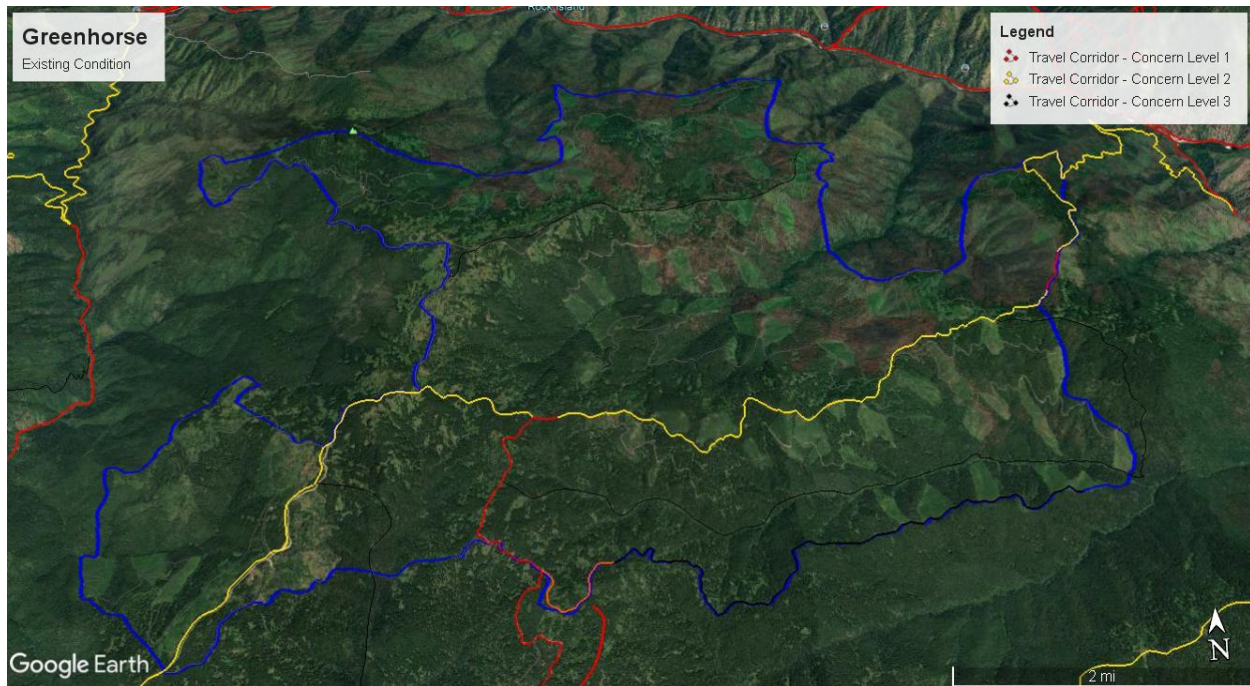 Rock Island
Greenhorse
Existing Condition
Legend
Travel Corridor - Concern Level 1
Travel Corridor - Concern Level 2
Travel Corridor - Concern Level 3
N
Google Earth
2 mi